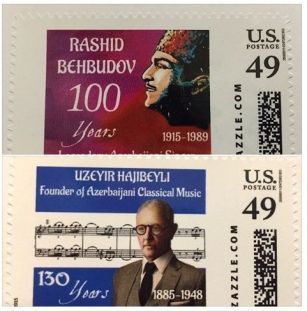 RASHID
BEHBUDOV
100
Years
1915-1989
U.S.
POSTAGE
49
ZAZZLE.COM
UZEYIR HAJIBEYLI
Founder of Azerbaijani Classical Music
130
Years
1885-1948
U.S.
POSTAGE
49
ZAZZLE.COM